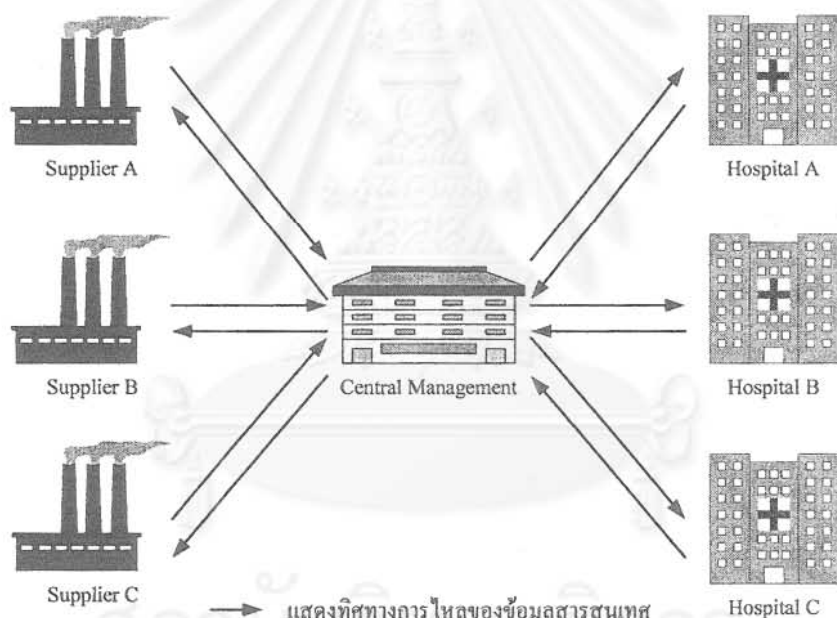 Supplier A
Hospital A
Supplier B
Central Management
Hospital B
Supplier C
แสดงทิศทางการไหลของข้อมูลสารสนเทศ
Hospital C